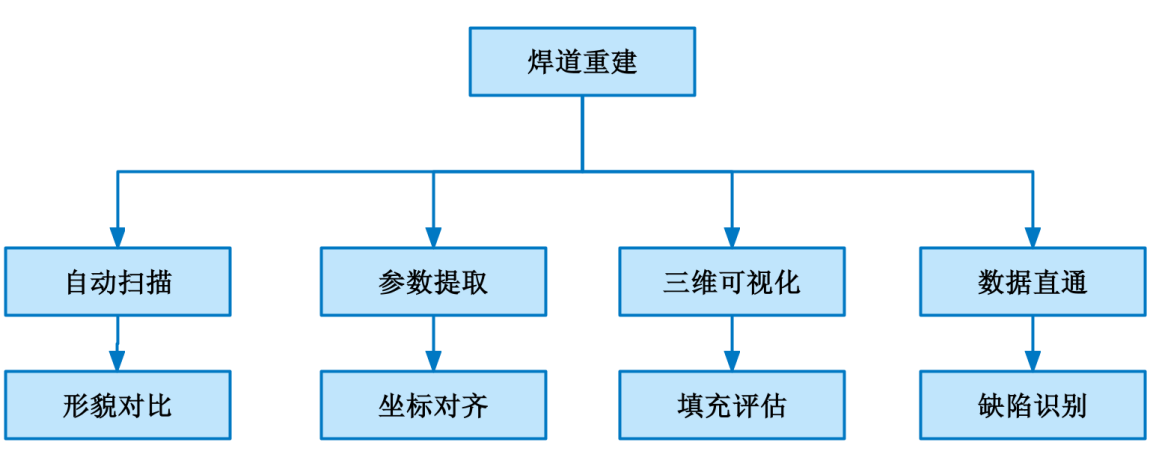 焊道重建
自动扫描
参数提取
三维可视化
数据直通
形貌对比
坐标对齐
填充评估
缺陷识别